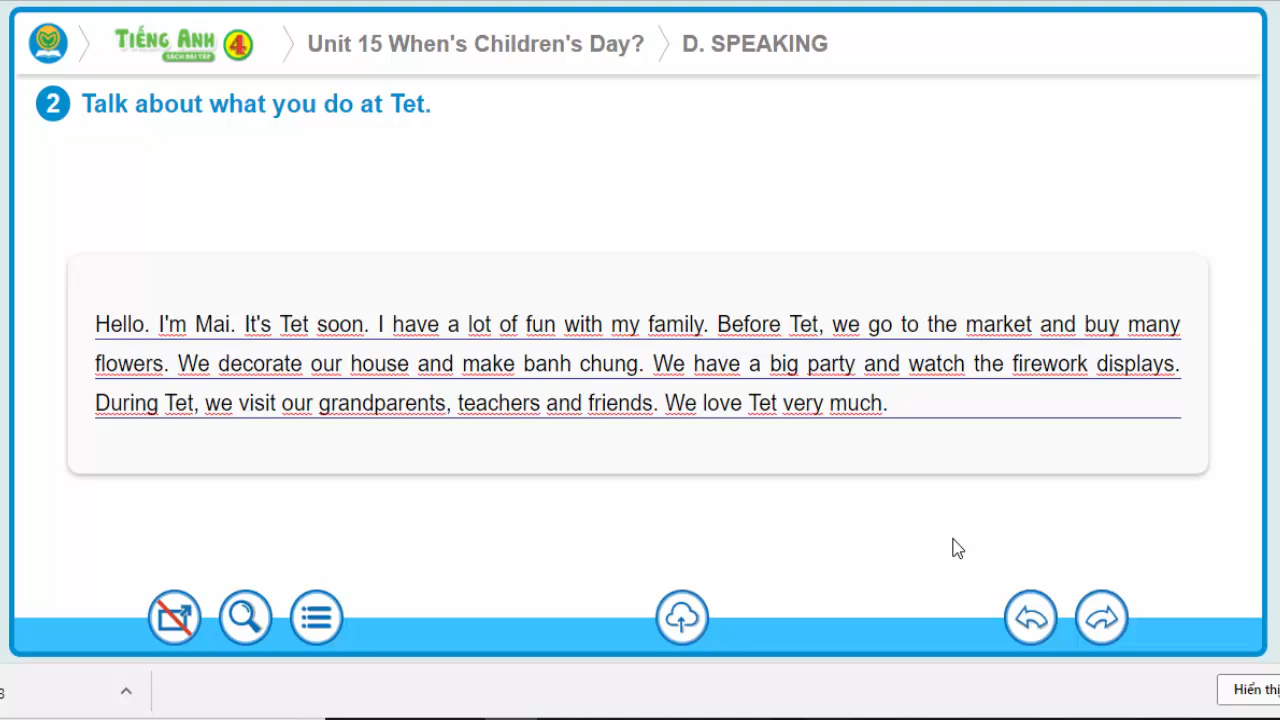 TIẾNG ANH 4
SÁCH BÀI TẬP
Unit 15 When's Children's Day?
D. SPEAKING
2 Talk about what you do at Tet.
Hello. I'm Mai. It's Tet soon. I have a lot of fun with my family. Before Tet, we go to the market and buy many
flowers. We decorate our house and make banh chung. We have a big party and watch the firework displays.
During Tet, we visit our grandparents, teachers and friends. We love Tet very much.
Hiển thị